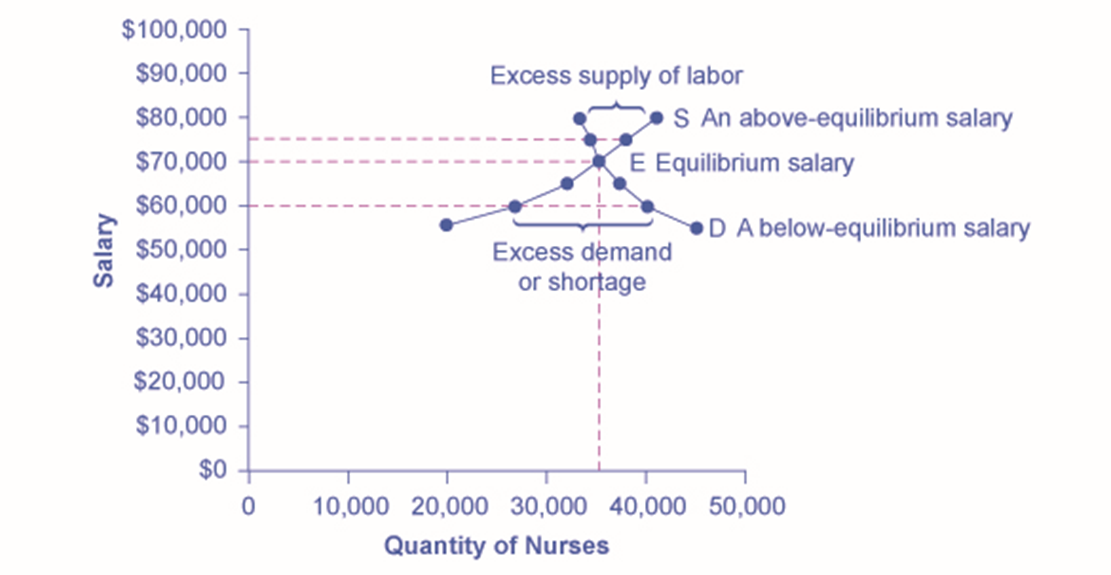 $100,000
$90,000
$80,000
$70,000
$60,000
$50,000
$40,000
$30,000
$20,000
$10,000
$0
Salary
Excess supply of labor
S An above-equilibrium salary
E Equilibrium salary
D A below-equilibrium salary
Excess demand
or shortage
0 10,000 20,000 30,000 40,000 50,000
Quantity of Nurses